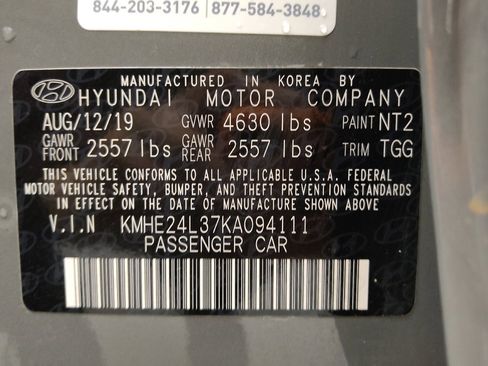 844-203-3176 | 877-584-3848
MANUFACTURED IN KOREA BY
HYUNDAI MOTOR COMPANY
AUG/12/19 GVWR 4630 lbs PAINT NT2
GAWR FRONT 2557 lbs GAWR REAR 2557 lbs TRIM TGG
THIS VEHICLE CONFORMS TO ALL APPLICABLE U.S.A. FEDERAL
MOTOR VEHICLE SAFETY, BUMPER, AND THEFT PREVENTION STANDARDS
IN EFFECT ON THE DATE OF MANUFACTURE SHOWN ABOVE
V.I.N KMHE24L37KA094111
PASSENGER CAR